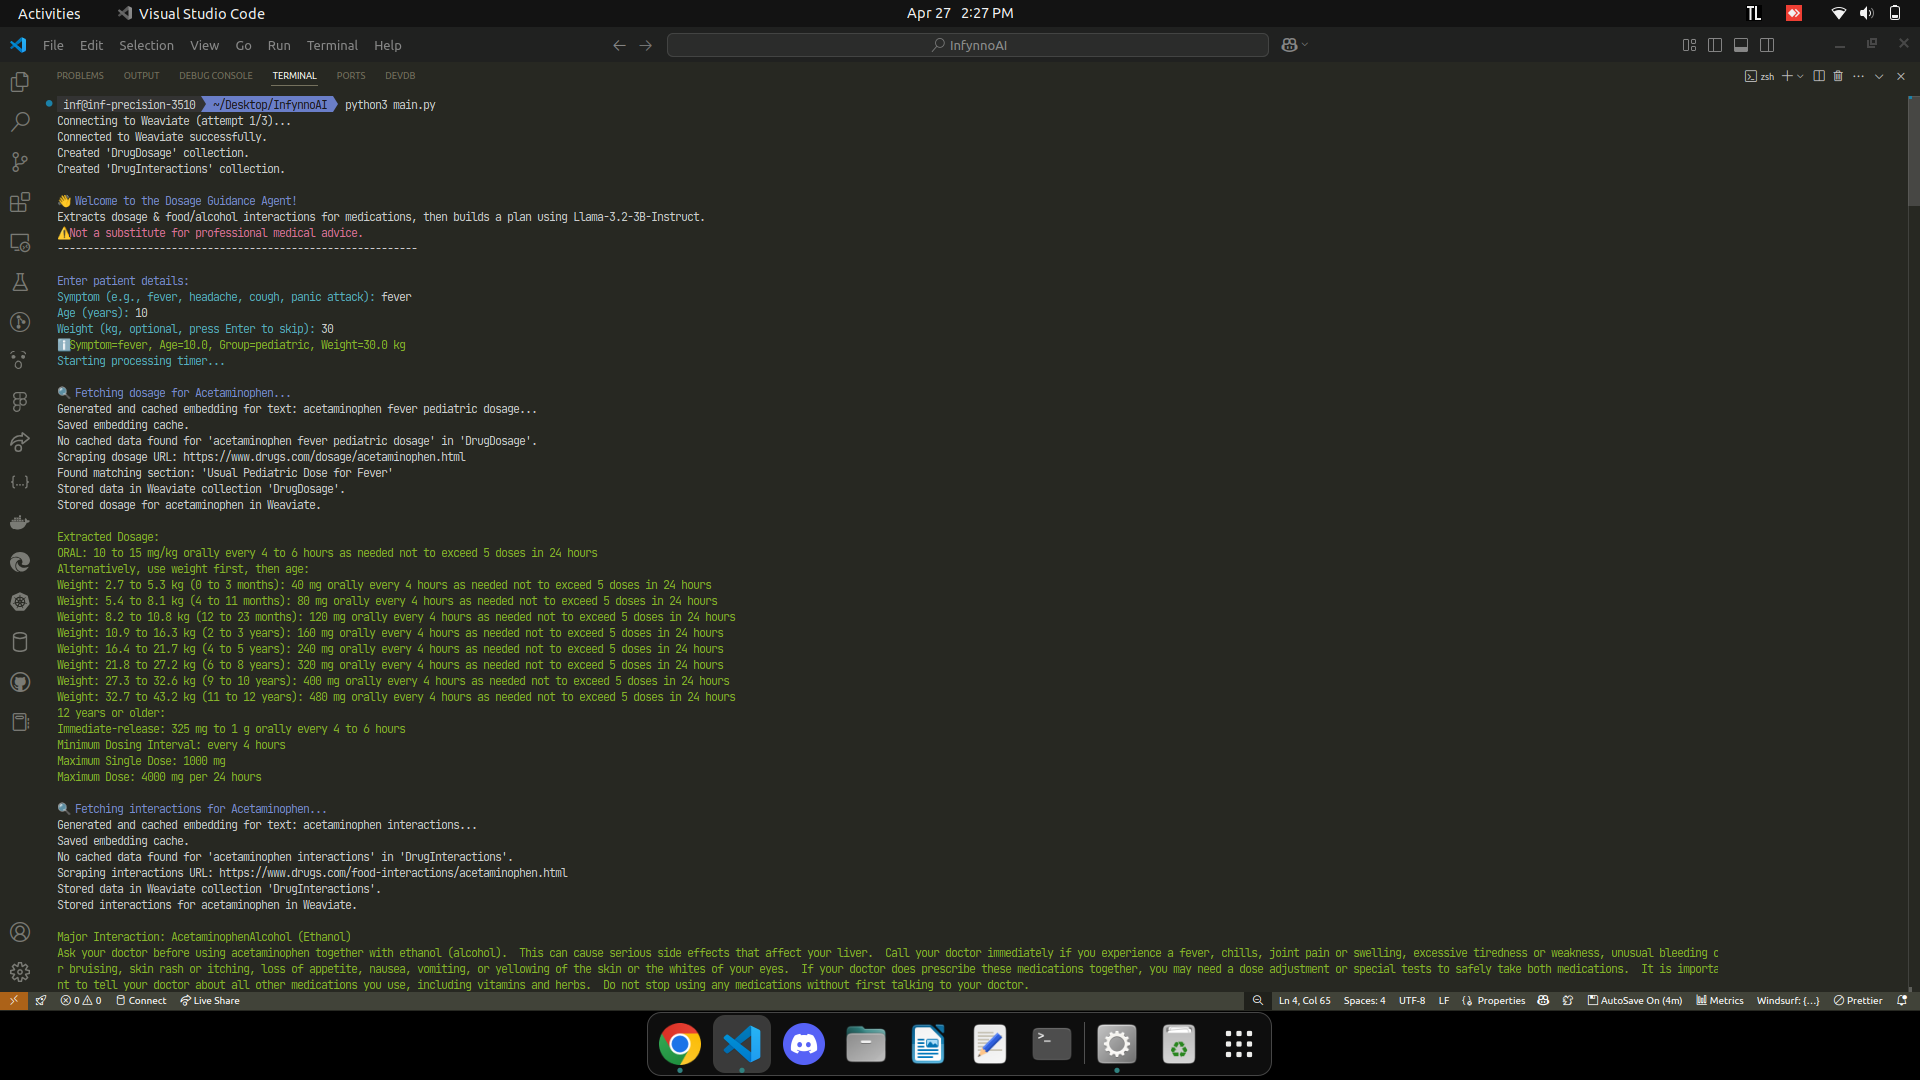 Activities
Visual Studio Code
Apr 27 2:27 PM
TL
File Edit Selection View Go Run Terminal Help
InfynnoAI
PROBLEMS OUTPUT DEBUG CONSOLE TERMINAL PORTS DEVDB
zsh
inf@inf-precision-3510 ~/Desktop/InfynnoAI python3 main.py
Connecting to Weaviate (attempt 1/3)...
Connected to Weaviate successfully.
Created 'DrugDosage' collection.
Created 'DrugInteractions' collection.
👋 Welcome to the Dosage Guidance Agent!
Extracts dosage & food/alcohol interactions for medications, then builds a plan using Llama-3.2-3B-Instruct.
⚠️Not a substitute for professional medical advice.
------------------------------------------------------------
Enter patient details:
Symptom (e.g., fever, headache, cough, panic attack): fever
Age (years): 10
Weight (kg, optional, press Enter to skip): 30
ℹ️Symptom=fever, Age=10.0, Group=pediatric, Weight=30.0 kg
Starting processing timer...
🔍 Fetching dosage for Acetaminophen...
Generated and cached embedding for text: acetaminophen fever pediatric dosage...
Saved embedding cache.
No cached data found for 'acetaminophen fever pediatric dosage' in 'DrugDosage'.
Scraping dosage URL: https://www.drugs.com/dosage/acetaminophen.html
Found matching section: 'Usual Pediatric Dose for Fever'
Stored data in Weaviate collection 'DrugDosage'.
Stored dosage for acetaminophen in Weaviate.
Extracted Dosage:
ORAL: 10 to 15 mg/kg orally every 4 to 6 hours as needed not to exceed 5 doses in 24 hours
Alternatively, use weight first, then age:
Weight: 2.7 to 5.3 kg (0 to 3 months): 40 mg orally every 4 hours as needed not to exceed 5 doses in 24 hours
Weight: 5.4 to 8.1 kg (4 to 11 months): 80 mg orally every 4 hours as needed not to exceed 5 doses in 24 hours
Weight: 8.2 to 10.8 kg (12 to 23 months): 120 mg orally every 4 hours as needed not to exceed 5 doses in 24 hours
Weight: 10.9 to 16.3 kg (2 to 3 years): 160 mg orally every 4 hours as needed not to exceed 5 doses in 24 hours
Weight: 16.4 to 21.7 kg (4 to 5 years): 240 mg orally every 4 hours as needed not to exceed 5 doses in 24 hours
Weight: 21.8 to 27.2 kg (6 to 8 years): 320 mg orally every 4 hours as needed not to exceed 5 doses in 24 hours
Weight: 27.3 to 32.6 kg (9 to 10 years): 400 mg orally every 4 hours as needed not to exceed 5 doses in 24 hours
Weight: 32.7 to 43.2 kg (11 to 12 years): 480 mg orally every 4 hours as needed not to exceed 5 doses in 24 hours
12 years or older:
Immediate-release: 325 mg to 1 g orally every 4 to 6 hours
Minimum Dosing Interval: every 4 hours
Maximum Single Dose: 1000 mg
Maximum Dose: 4000 mg per 24 hours
🔍 Fetching interactions for Acetaminophen...
Generated and cached embedding for text: acetaminophen interactions...
Saved embedding cache.
No cached data found for 'acetaminophen interactions' in 'DrugInteractions'.
Scraping interactions URL: https://www.drugs.com/food-interactions/acetaminophen.html
Stored data in Weaviate collection 'DrugInteractions'.
Stored interactions for acetaminophen in Weaviate.
Major Interaction: AcetaminophenAlcohol (Ethanol)
Ask your doctor before using acetaminophen together with ethanol (alcohol).  This can cause serious side effects that affect your liver.  Call your doctor immediately if you experience a fever, chills, joint pain or swelling, excessive tiredness or weakness, unusual bleeding o
r bruising, skin rash or itching, loss of appetite, nausea, vomiting, or yellowing of the skin or the whites of your eyes.  If your doctor does prescribe these medications together, you may need a dose adjustment or special tests to safely take both medications.  It is importa
nt to tell your doctor about all other medications you use, including vitamins and herbs.  Do not stop using any medications without first talking to your doctor.
0 0 Connect Live Share Ln 4, Col 65 Spaces: 4 UTF-8 LF Properties AutoSave On (4m) Metrics Windsurf: {...} Prettier